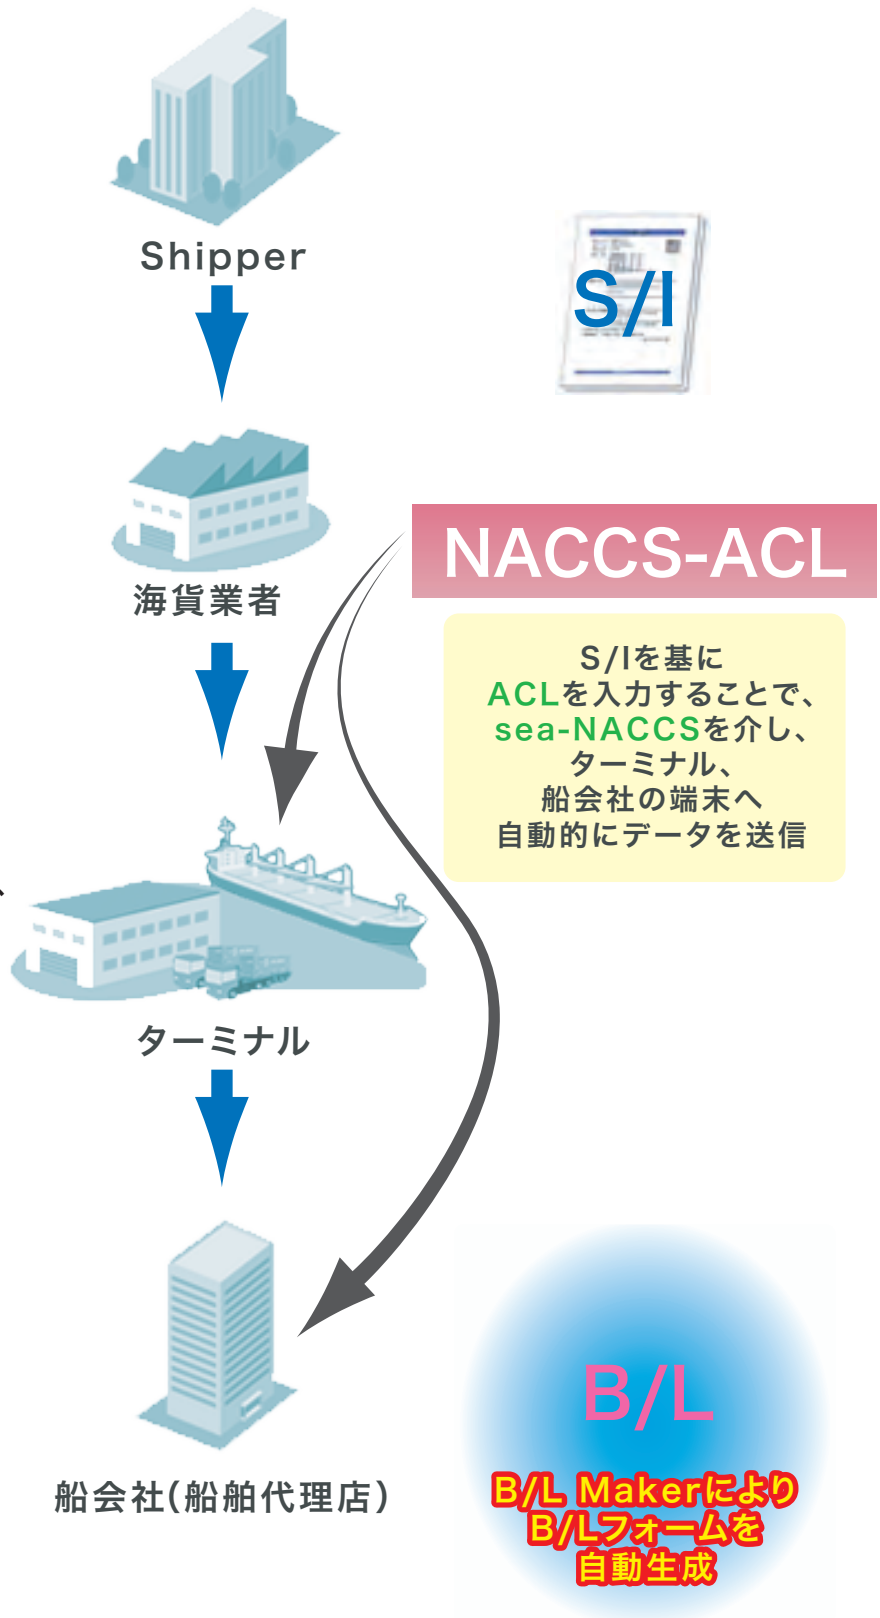 Shipper
S/I
海貨業者
NACCS-ACL
S/Iを基に
ACLを入力することで、
sea-NACCSを介し、
ターミナル、
船会社の端末へ
自動的にデータを送信
、
ターミナル
船会社(船舶代理店)
B/L
B/L Makerにより
B/Lフォームを
自動生成